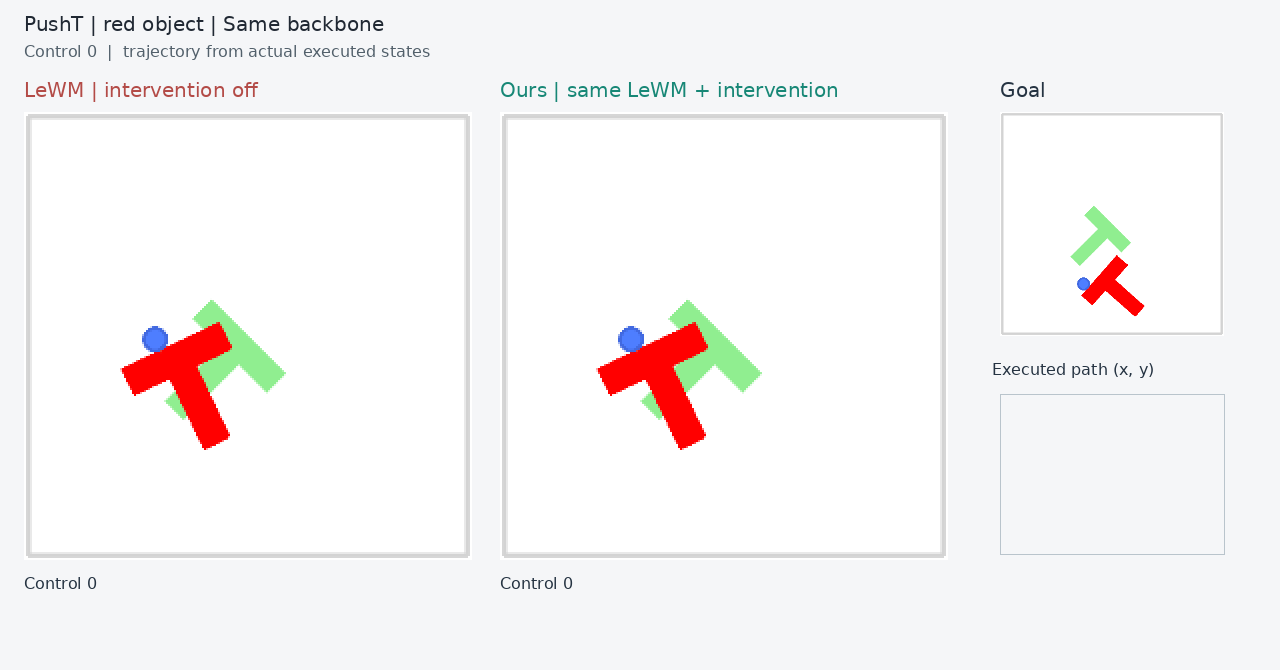 PushT | red object | Same backbone
Control 0 | trajectory from actual executed states
LeWM | intervention off
Ours | same LeWM + intervention
Goal
Executed path (x, y)
Control 0
Control 0